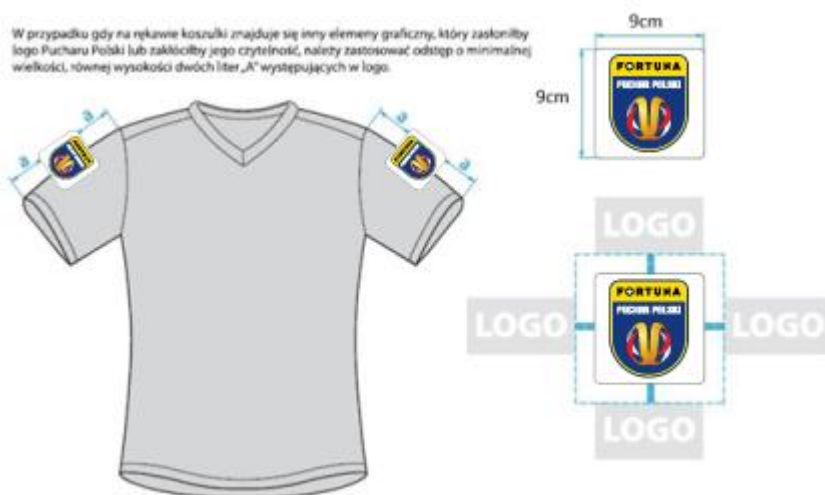 W przypadku gdy na rękawie koszulki znajduje się inny elemeny graficzny, który zasłoniłby
logo Pucharu Polski lub zakłóciłby jego czytelność, należy zastosować odstęp o minimalnej
wielkości, równej wysokości dwóch liter „A" występujących w logo.
9cm
9cm
FORTUNA
PUCHAR POLSKI
a
a
a
a
FORTUNA
FORTUNA
LOGO
LOGO
FORTUNA
PUCHAR POLSKI
LOGO
LOGO